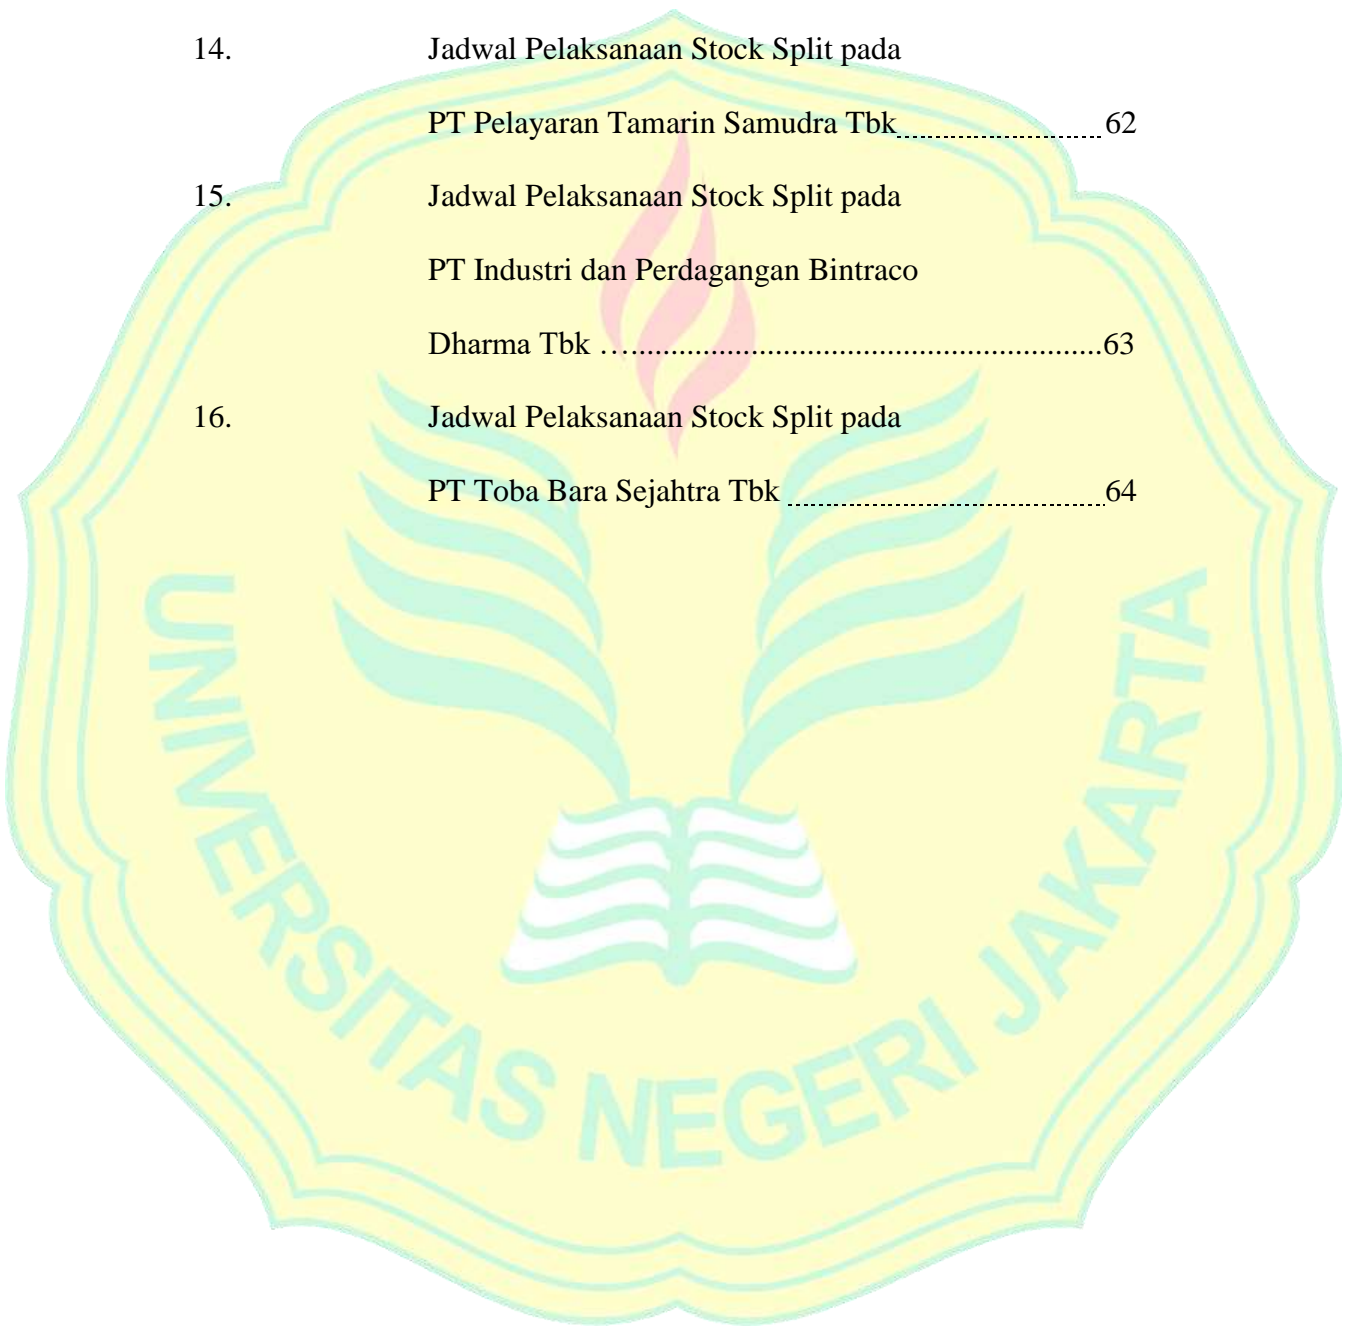 14. Jadwal Pelaksanaan Stock Split pada
PT Pelayaran Tamarin Samudra Tbk 62
15. Jadwal Pelaksanaan Stock Split pada
PT Industri dan Perdagangan Bintraco
Dharma Tbk ….......................................................... 63
16. Jadwal Pelaksanaan Stock Split pada
PT Toba Bara Sejahtra Tbk 64
UNIVERSITAS NEGERI JAKARTA